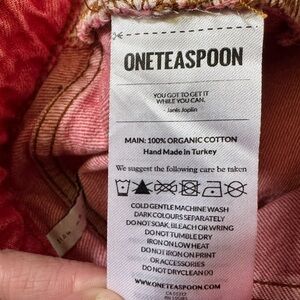 ONETEASPOON
YOU GOT TO GET IT
WHILE YOU CAN.
Janis Joplin
MAIN: 100% ORGANIC COTTON
Hand Made in Turkey
We suggest the following care be taken
COLD GENTLE MACHINE WASH
DARK COLOURS SEPARATELY
DO NOT SOAK, BLEACH OR WRING
DO NOT TUMBLE DRY
IRON ON LOW HEAT
DO NOT IRON ON PRINT
OR ACCESSORIES
DO NOT DRYCLEAN (X)
WWW.ONETEASPOON.COM